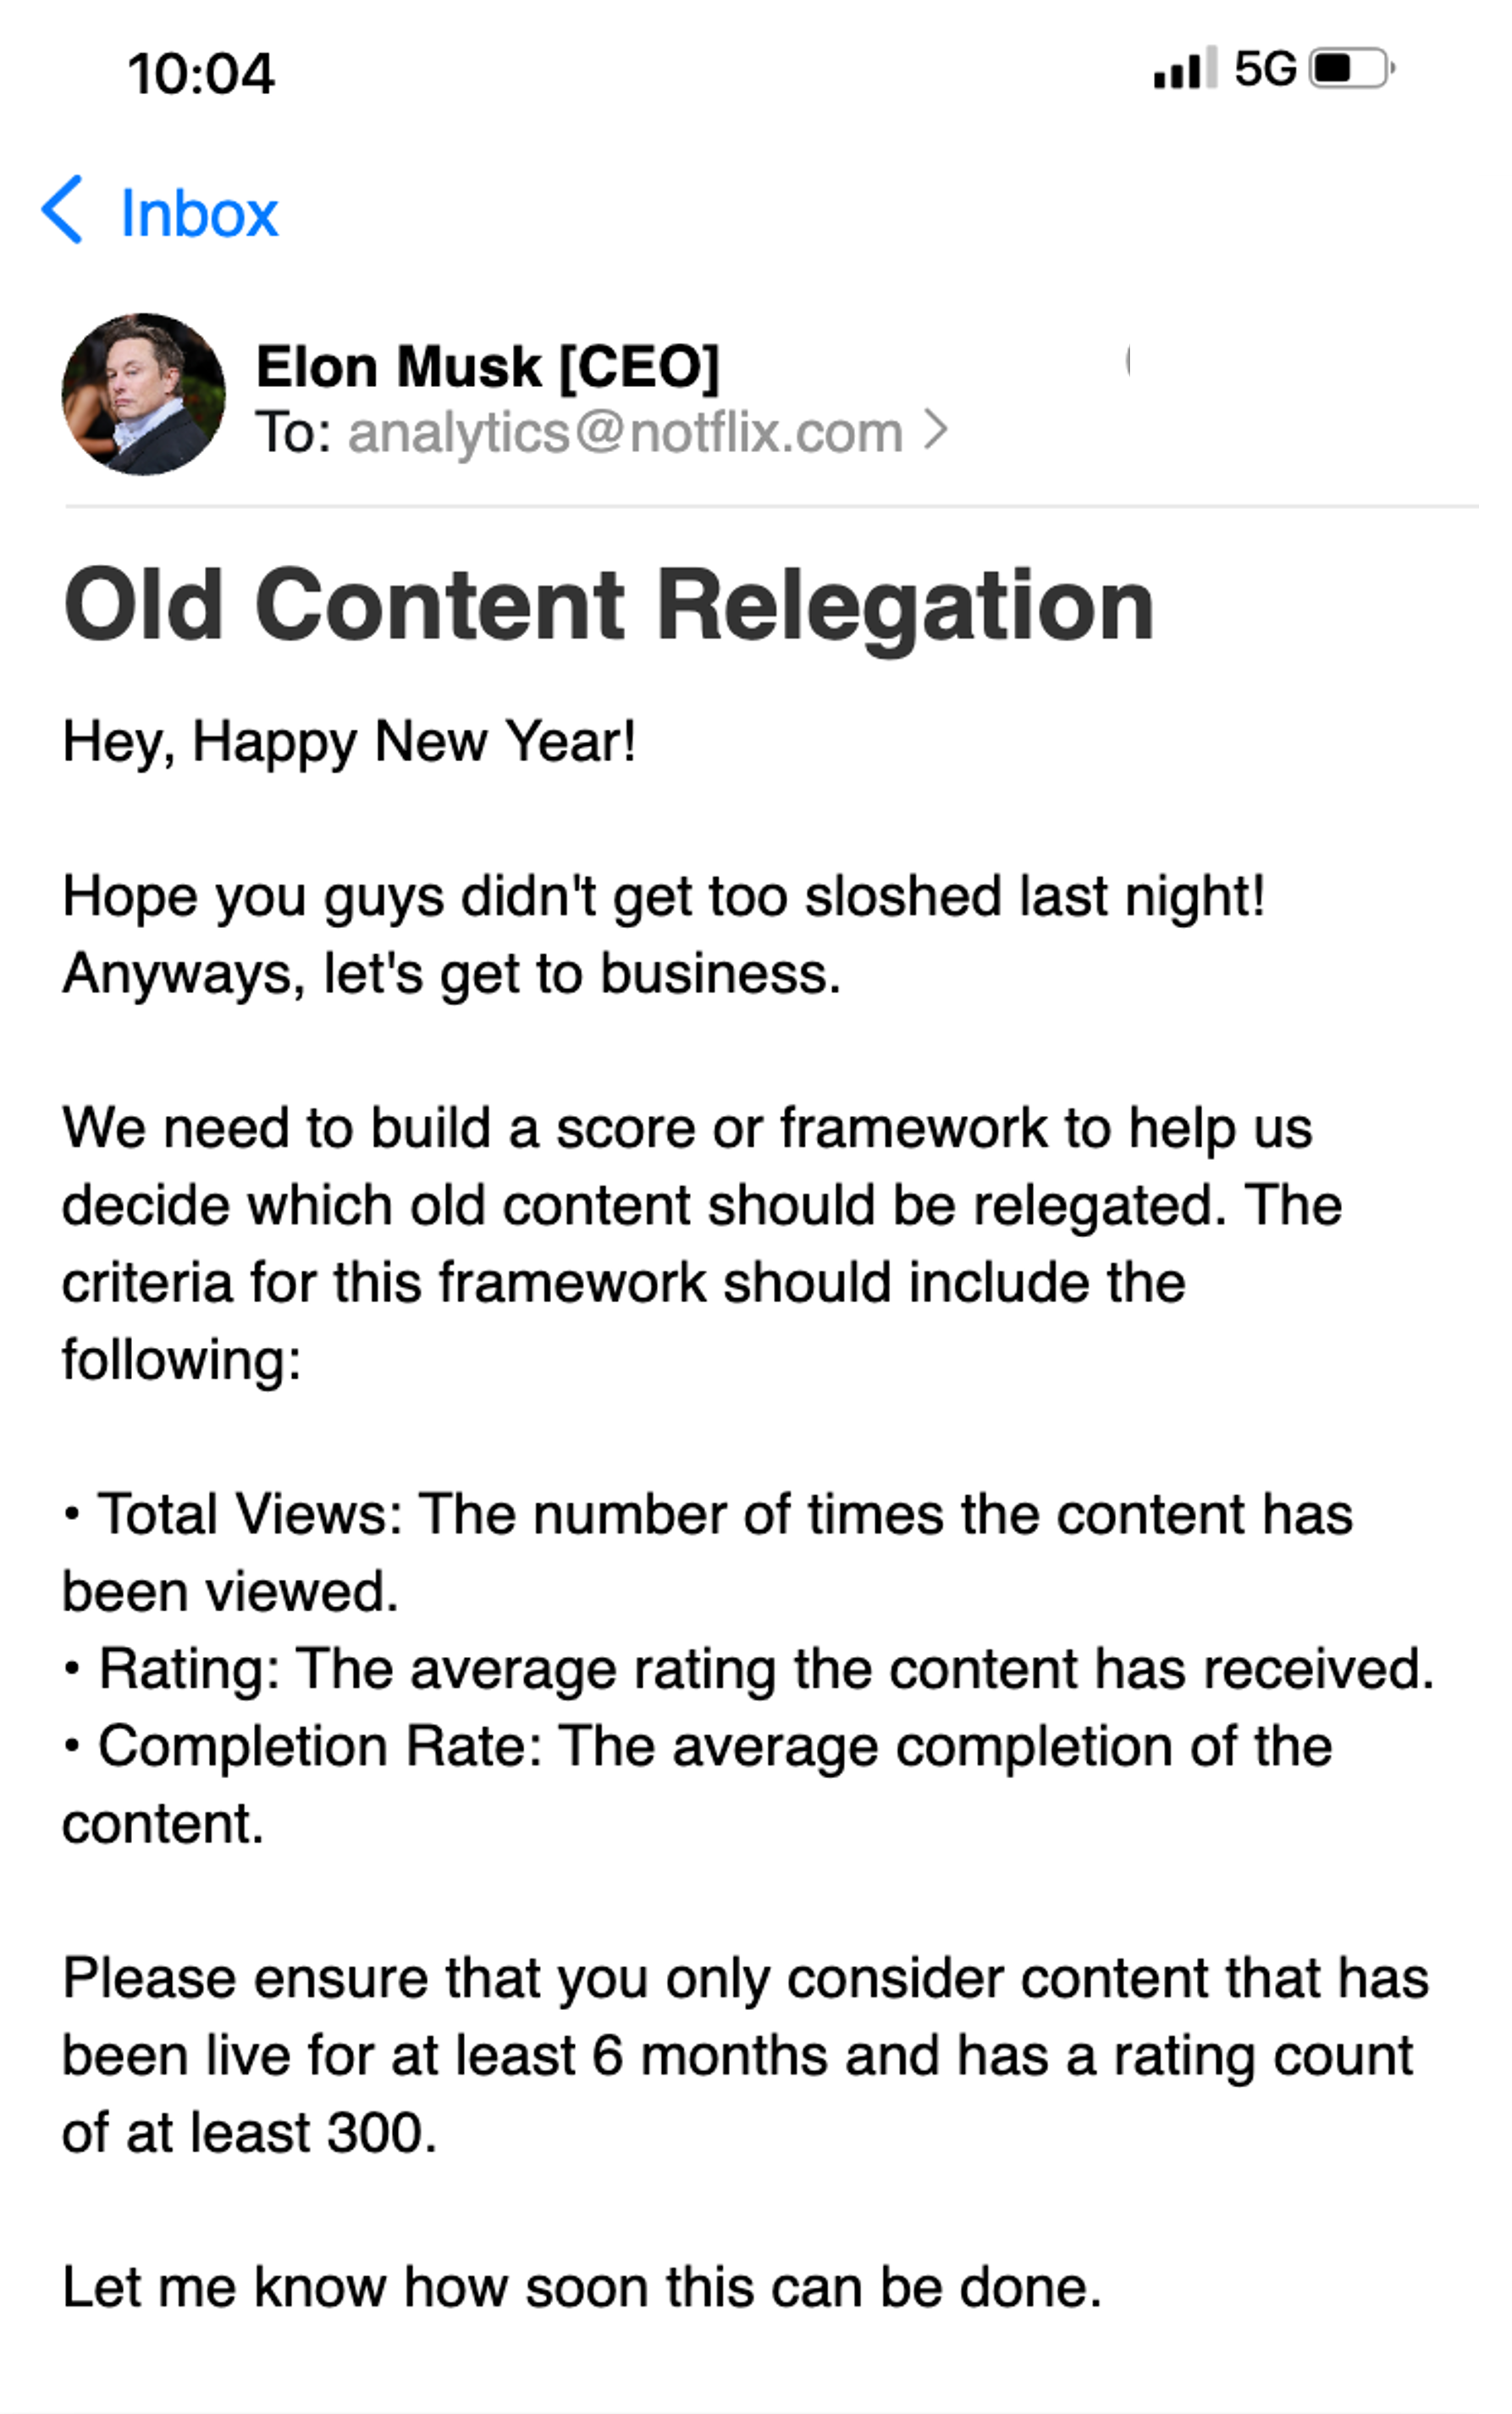 10:04
5G
Inbox
Elon Musk [CEO]
To: analytics@notflix.com
Old Content Relegation
Hey, Happy New Year!
Hope you guys didn't get too sloshed last night!
Anyways, let's get to business.
We need to build a score or framework to help us
decide which old content should be relegated. The
criteria for this framework should include the
following:
• Total Views: The number of times the content has
been viewed.
• Rating: The average rating the content has received.
• Completion Rate: The average completion of the
content.
Please ensure that you only consider content that has
been live for at least 6 months and has a rating count
of at least 300.
Let me know how soon this can be done.